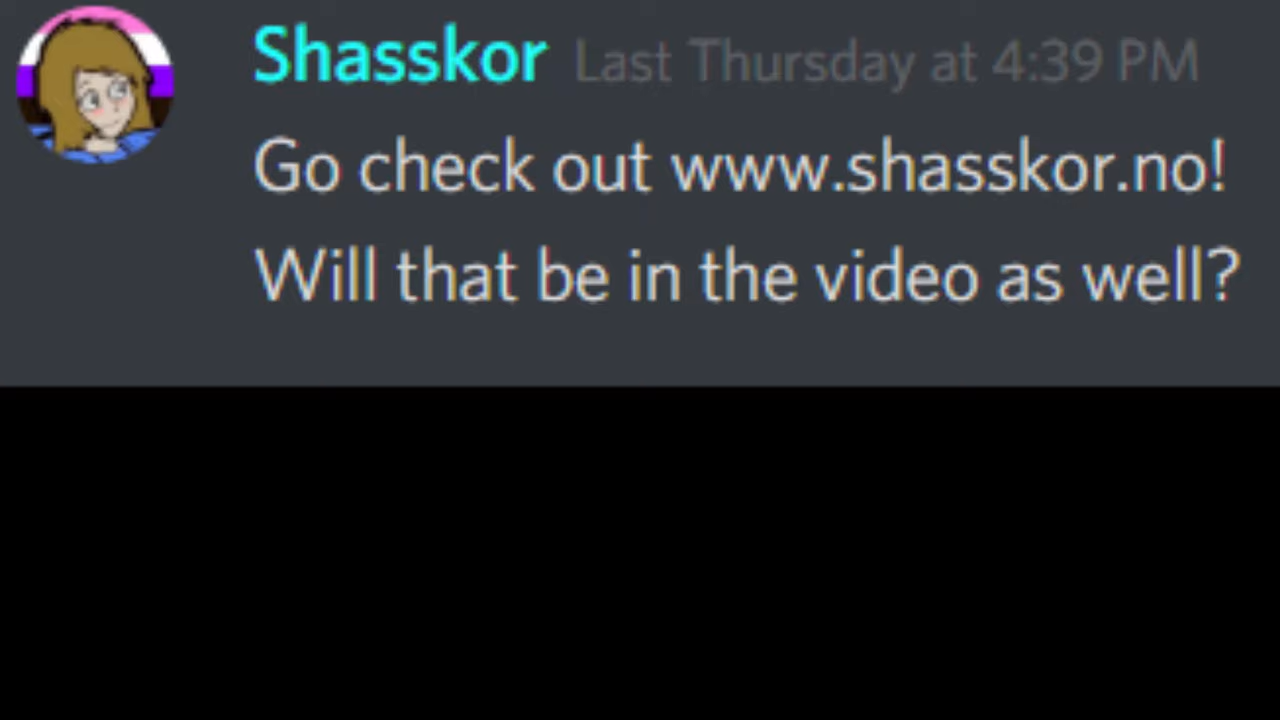 Shasskor Last Thursday at 4:39 PM
Go check out www.shasskor.no!
Will that be in the video as well?